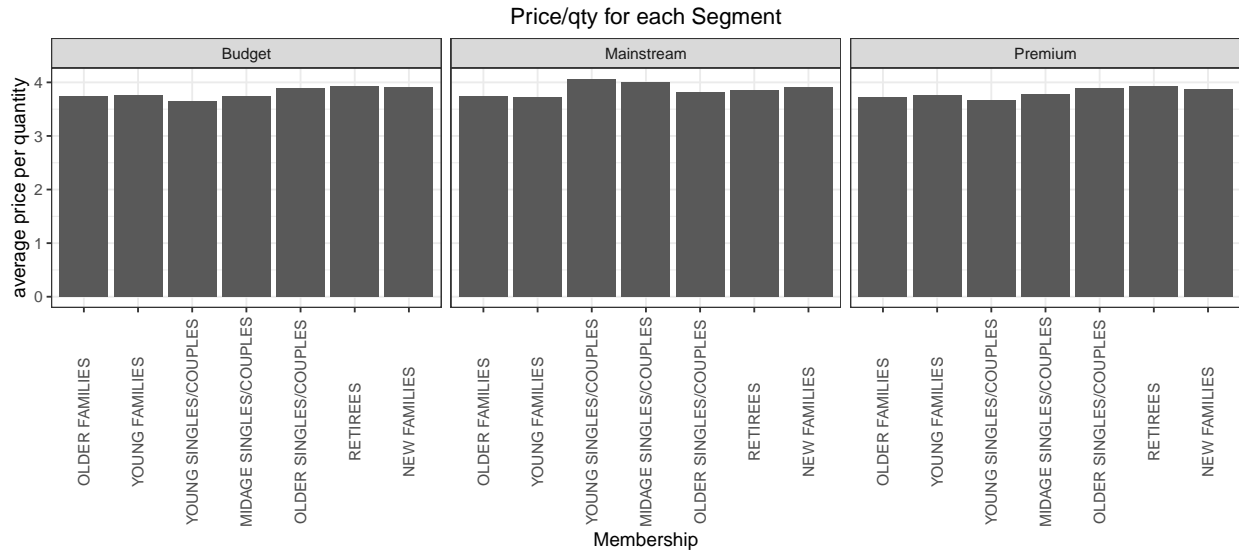 Price/qty for each Segment
Budget
Mainstream
Premium
average price per quantity
4
3
2
1
0
OLDER FAMILIES
YOUNG FAMILIES
YOUNG SINGLES/COUPLES
MIDAGE SINGLES/COUPLES
OLDER SINGLES/COUPLES
RETIREES
NEW FAMILIES
OLDER FAMILIES
YOUNG FAMILIES
YOUNG SINGLES/COUPLES
MIDAGE SINGLES/COUPLES
OLDER SINGLES/COUPLES
RETIREES
NEW FAMILIES
OLDER FAMILIES
YOUNG FAMILIES
YOUNG SINGLES/COUPLES
MIDAGE SINGLES/COUPLES
OLDER SINGLES/COUPLES
RETIREES
NEW FAMILIES
Membership